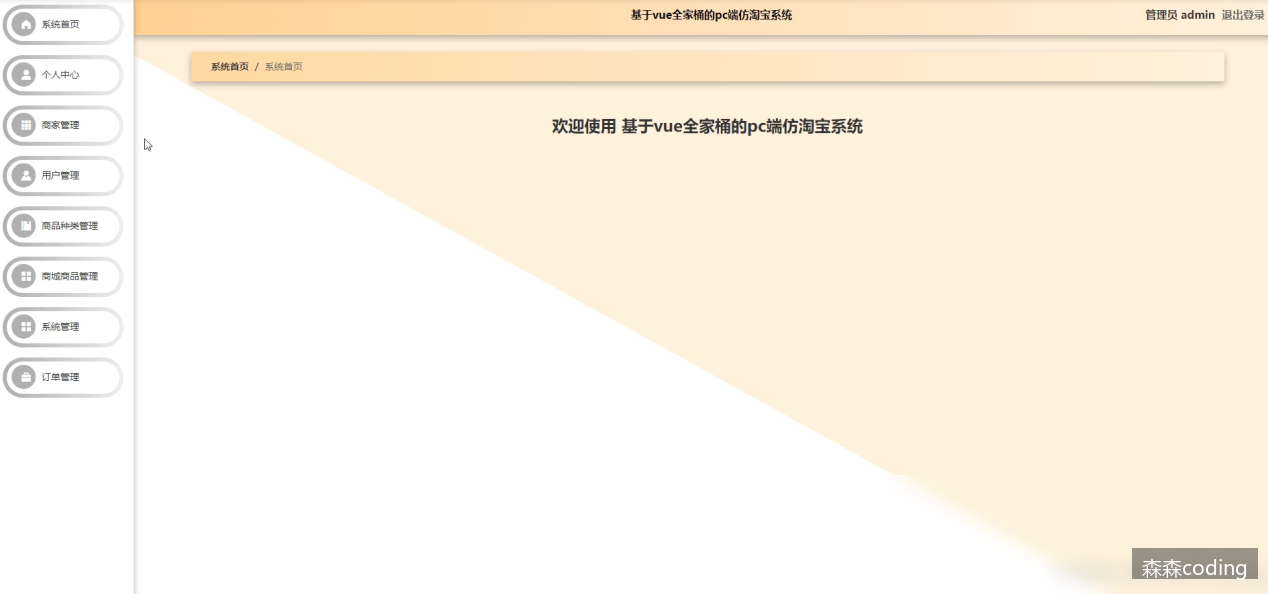 基于vue全家桶的pc端仿淘宝系统
管理员 admin 退出登录
系统首页
个人中心
商家管理
用户管理
商品种类管理
商城商品管理
系统管理
订单管理
系统首页 / 系统首页
欢迎使用 基于vue全家桶的pc端仿淘宝系统
森森coding